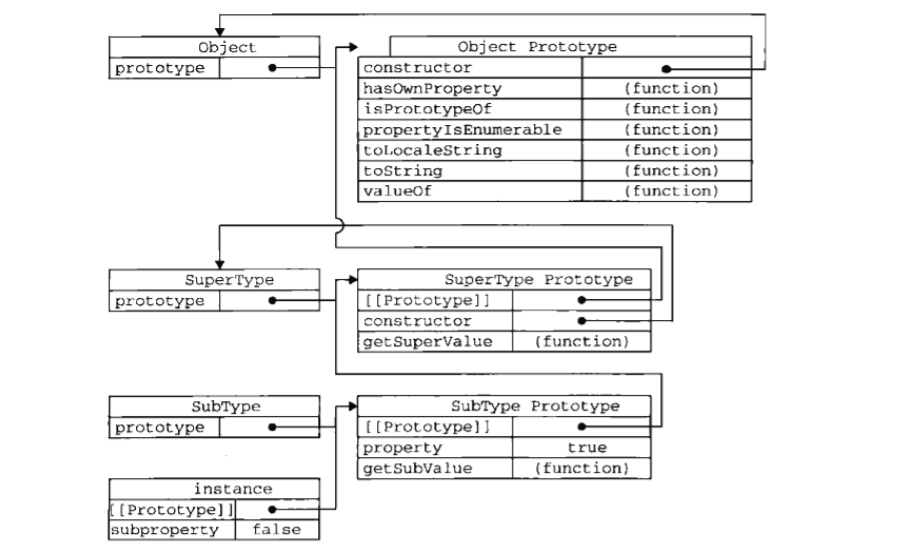 Object
prototype
Object Prototype
constructor
hasOwnProperty (function)
isPrototypeOf (function)
propertyIsEnumerable (function)
toLocaleString (function)
toString (function)
valueOf (function)
SuperType
prototype
SuperType Prototype
[[Prototype]]
constructor
getSuperValue (function)
SubType
prototype
SubType Prototype
[[Prototype]]
property true
getSubValue (function)
instance
[[Prototype]]
subproperty false